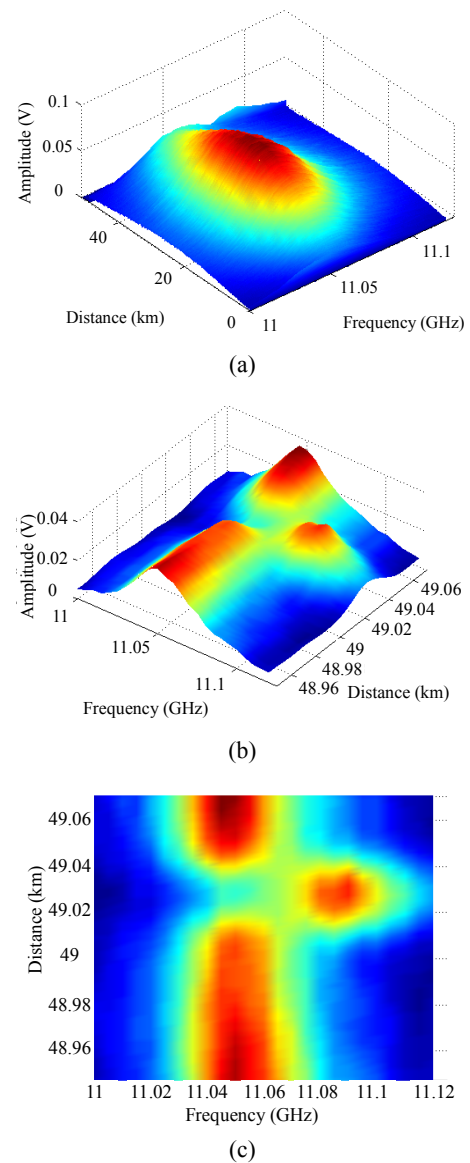 0.1
0.05
0
Amplitude (V)
40
20
0
Distance (km)
11
11.05
11.1
Frequency (GHz)
(a)
0.04
0.02
0
Amplitude (V)
11
11.05
11.1
Frequency (GHz)
49.06
49.04
49.02
49
48.98
48.96
Distance (km)
(b)
49.06
49.04
49.02
49
48.98
48.96
Distance (km)
11 11.02 11.04 11.06 11.08 11.1 11.12
Frequency (GHz)
(c)